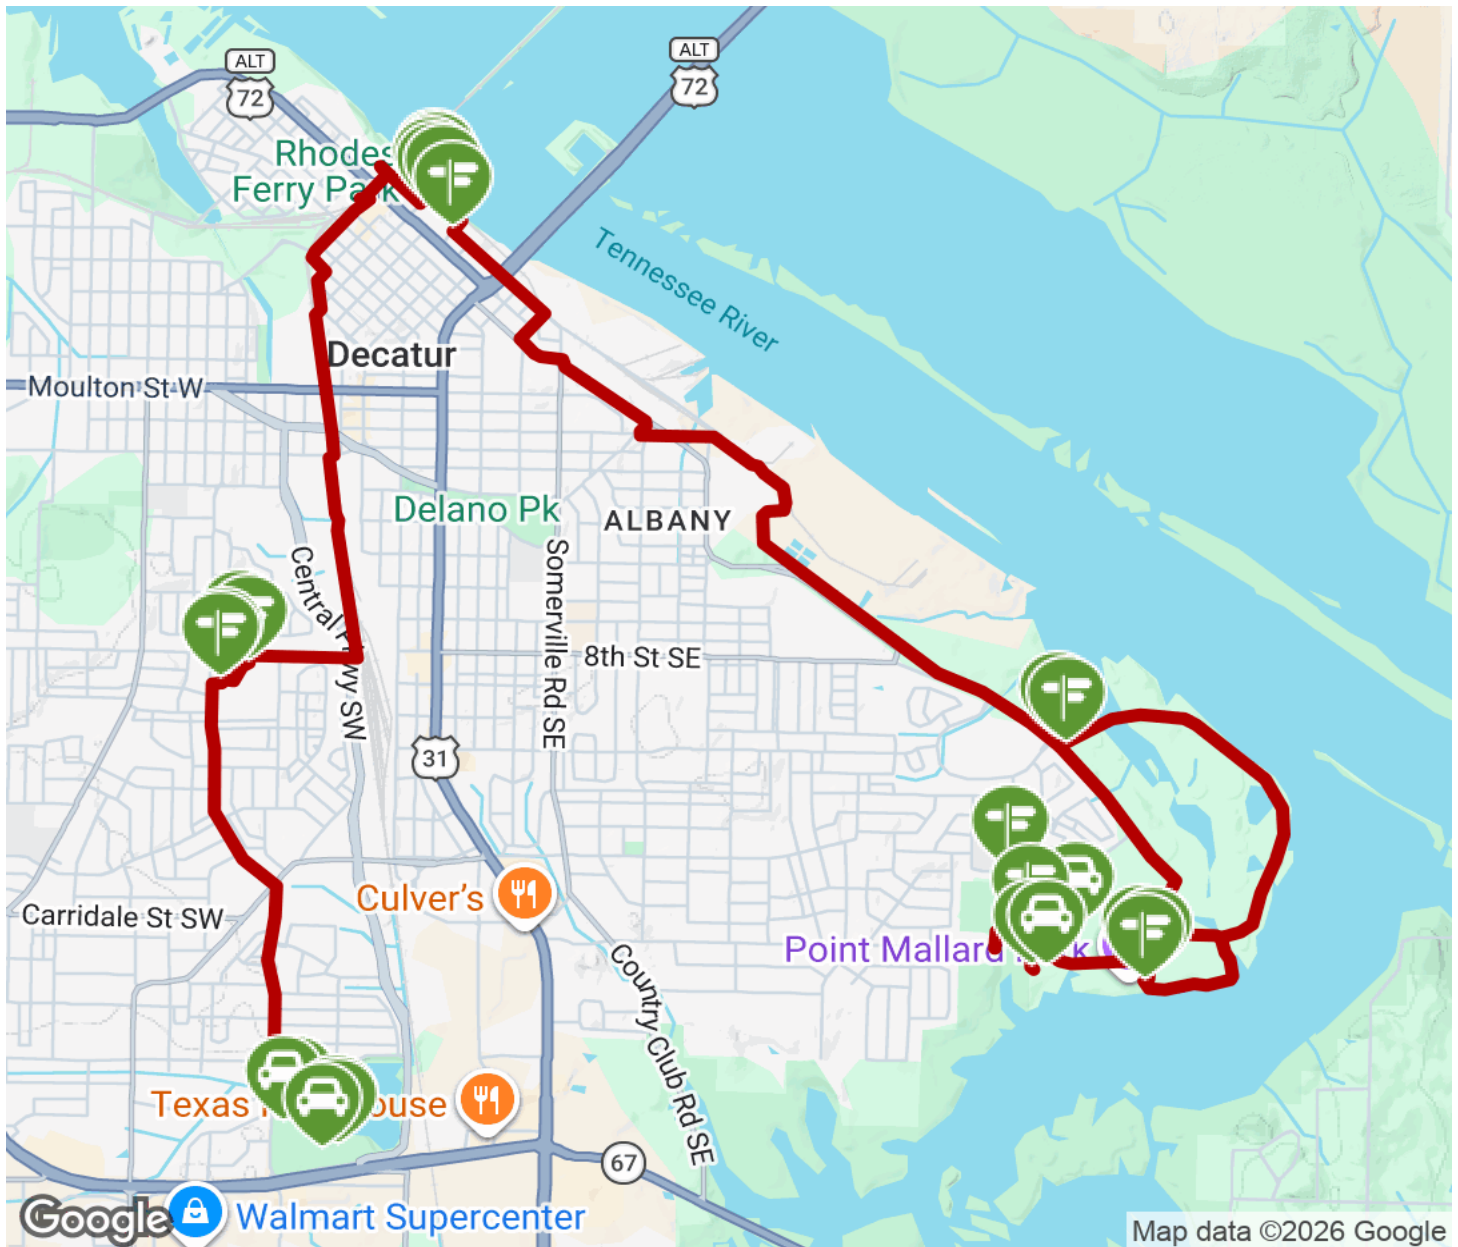 ALT
72
ALT
72
Rhodes
Ferry Pa k
Tennessee River
Decatur
Moulton St W
Delano Pk
ALBANY
Central P wy SW
Somerville Rd SE
8th St SE
31
Culver's
Carridale St SW
Point Mallard Park
Country Club Rd SE
Texas R ouse
67
Walmart Supercenter
Google
Map data ©2026 Google